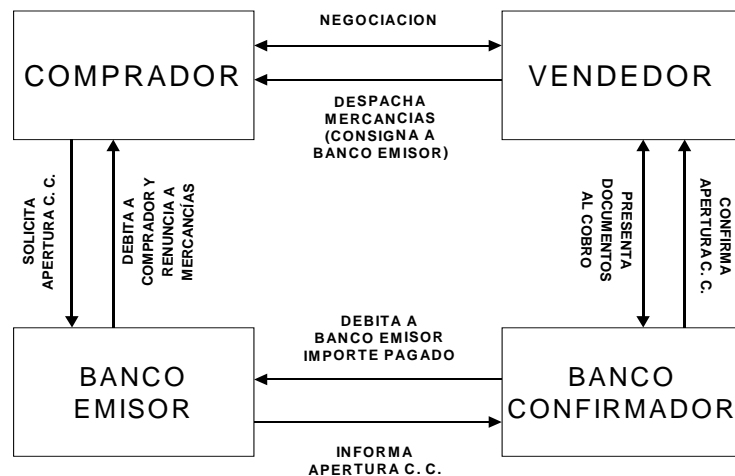 NEGOCIACION
COMPRADOR
VENDEDOR
DESPACHA
MERCANCIAS
(CONSIGNA A
BANCO EMISOR)
SOLICITA
APERTURA C. C.
DEBITA A
COMPRADOR Y
RENUNCIA A
MERCANCÍAS
PRESENTA
DOCUMENTOS
AL COBRO
CONFIRMA
APERTURA C. C.
DEBITA A
BANCO EMISOR
IMPORTE PAGADO
BANCO
EMISOR
BANCO
CONFIRMADOR
INFORMA
APERTURA C. C.